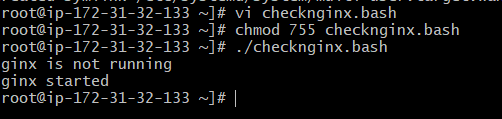 root@ip-172-31-32-133 ~]# vi checknginx.bash
root@ip-172-31-32-133 ~]# chmod 755 checknginx.bash
root@ip-172-31-32-133 ~]# ./checknginx.bash
ginx is not running
ginx started
root@ip-172-31-32-133 ~]#